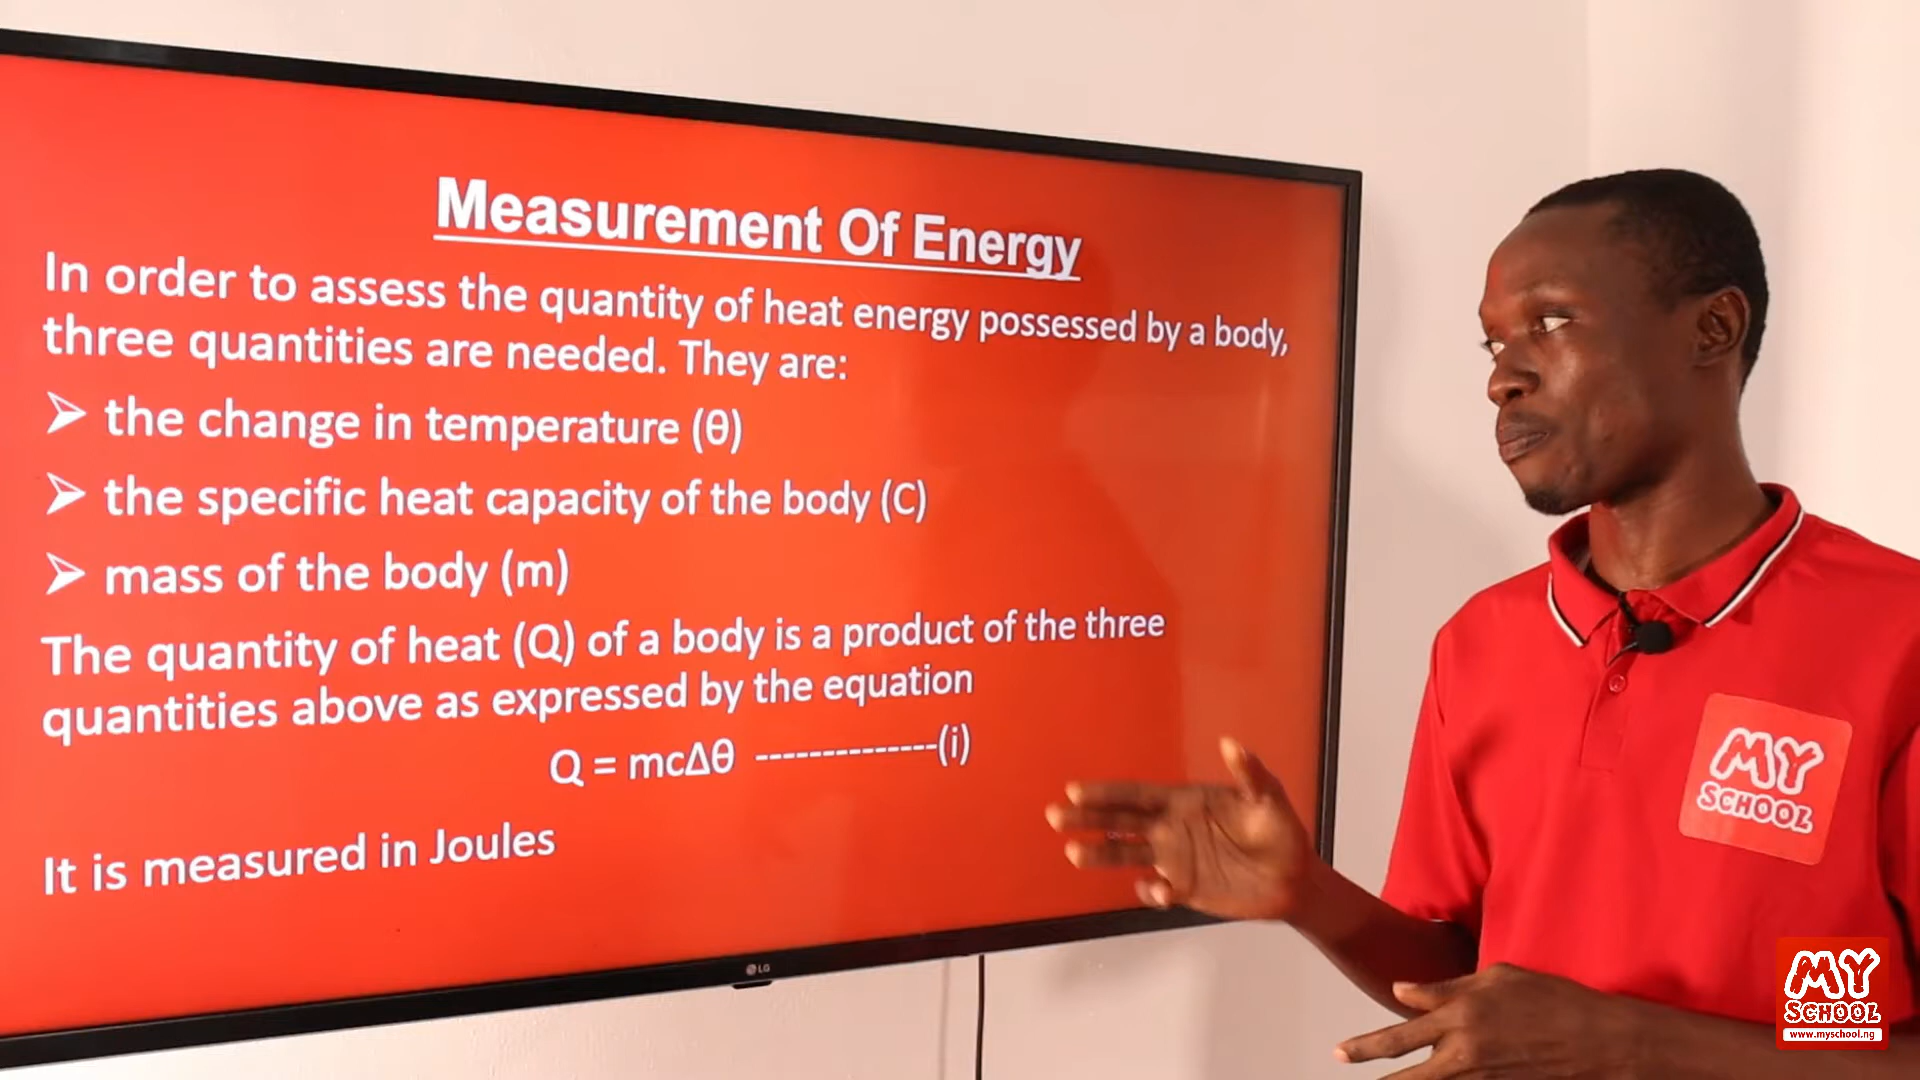 Measurement Of Energy
In order to assess the quantity of heat energy possessed by a body,
three quantities are needed. They are:
➢ the change in temperature (θ)
➢ the specific heat capacity of the body (C)
➢ mass of the body (m)
The quantity of heat (Q) of a body is a product of the three
quantities above as expressed by the equation
Q = mcΔθ --------------(i)
It is measured in Joules
LG
MY
SCHOOL
MY
SCHOOL
www.myschool.ng